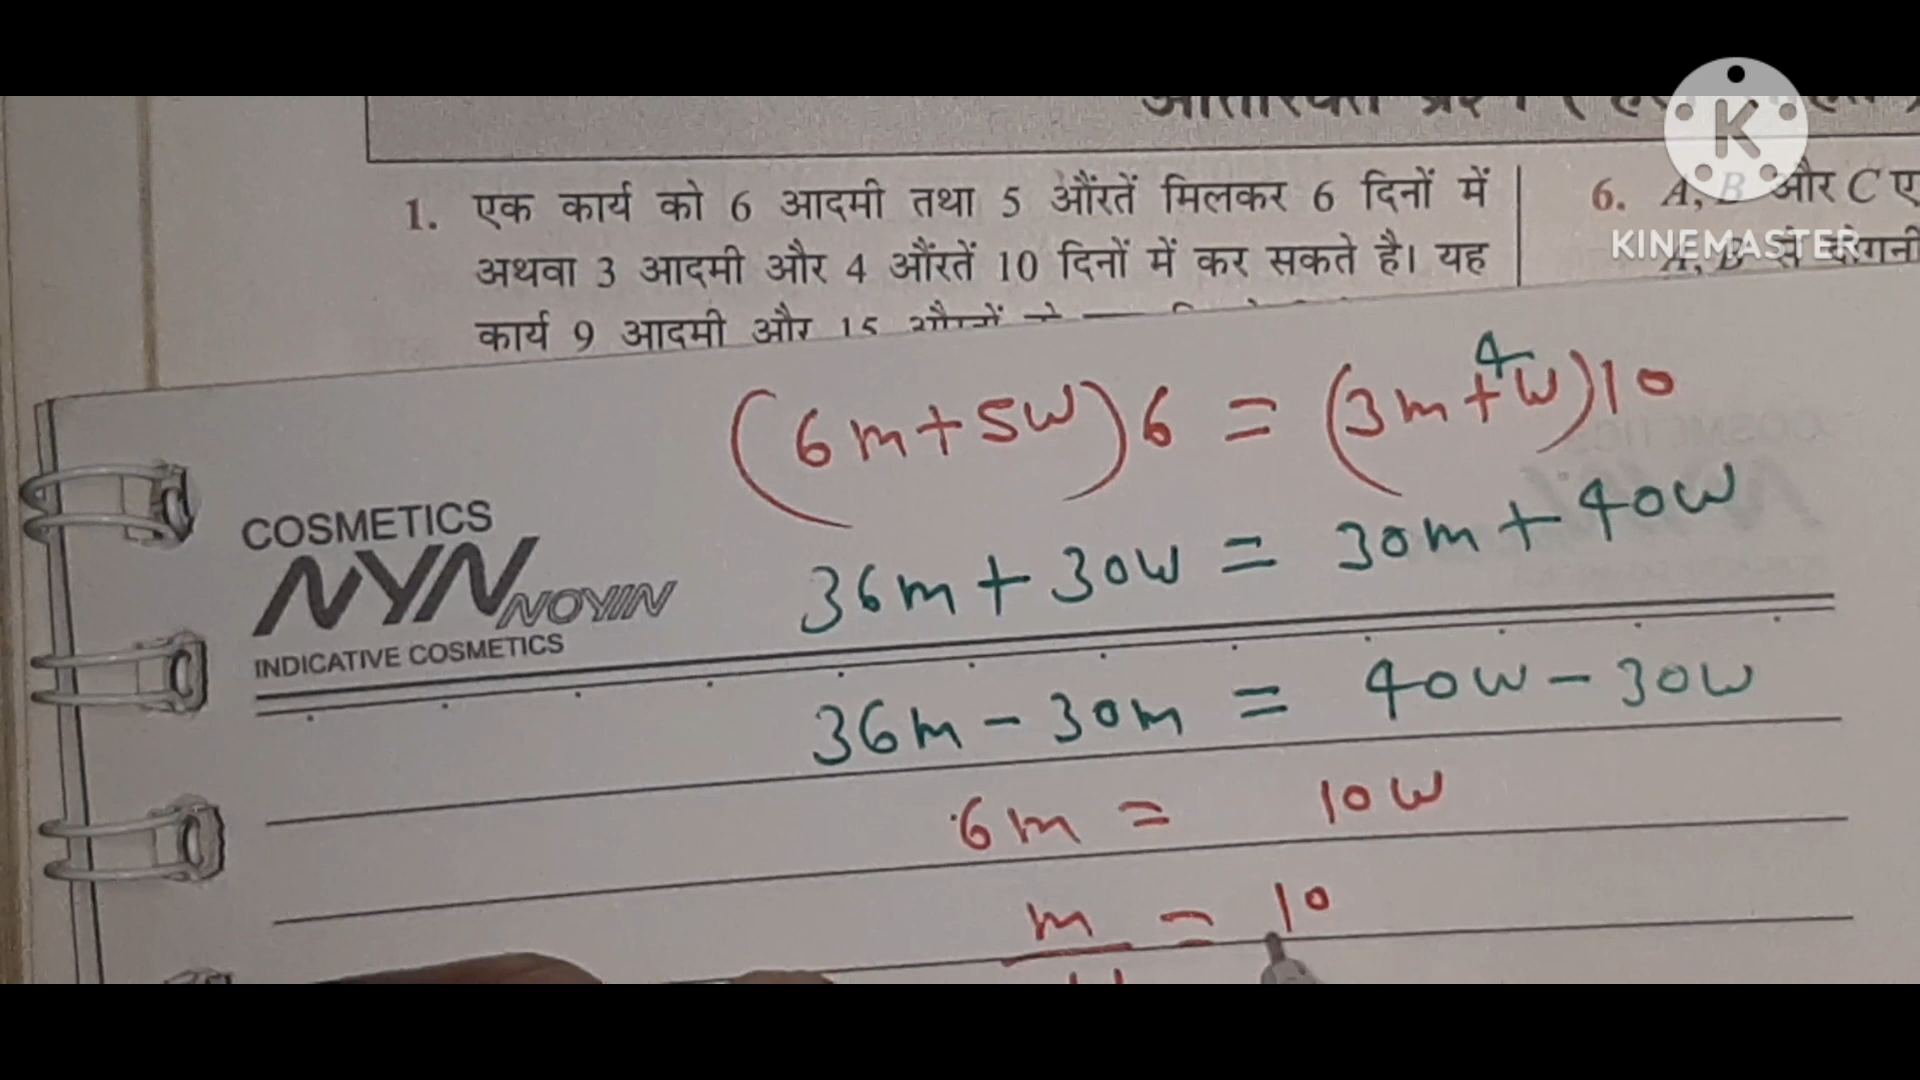 KINEMASTER
1. एक कार्य को 6 आदमी तथा 5 औंरतें मिलकर 6 दिनों में
अथवा 3 आदमी और 4 औंरतें 10 दिनों में कर सकते है। यह
कार्य 9 आदमी और 15
6. A, B और C ए
A, B से
(6m+5w)6 = (3m+4w)10
36m+30w = 30m+40w
36m-30m = 40w-30w
6m = 10w
m = 10
COSMETICS
NYN NOYIN
INDICATIVE COSMETICS